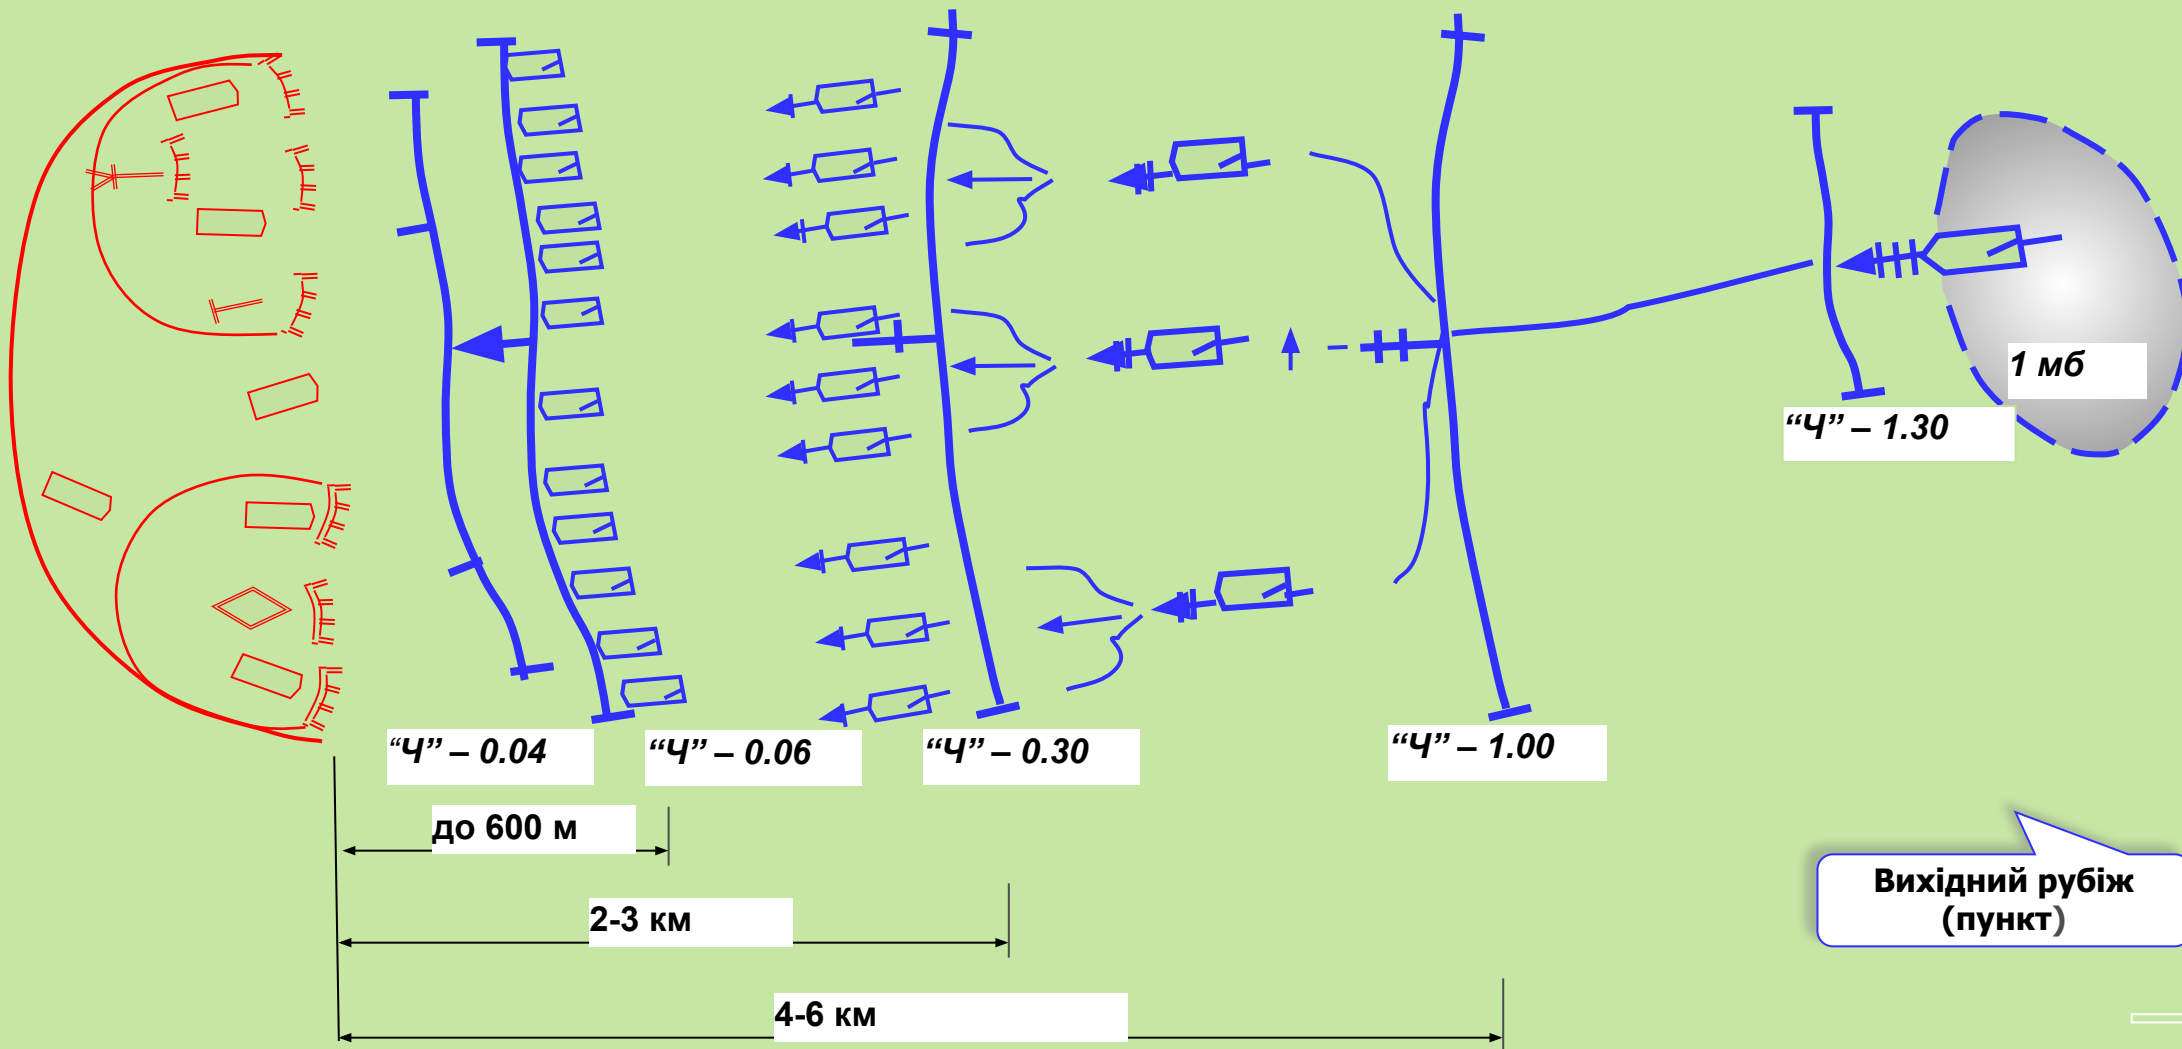 1 мб
“Ч” – 1.30
“Ч” – 0.04
“Ч” – 0.06
“Ч” – 0.30
“Ч” – 1.00
до 600 м
2-3 км
4-6 км
Вихідний рубіж
(пункт)